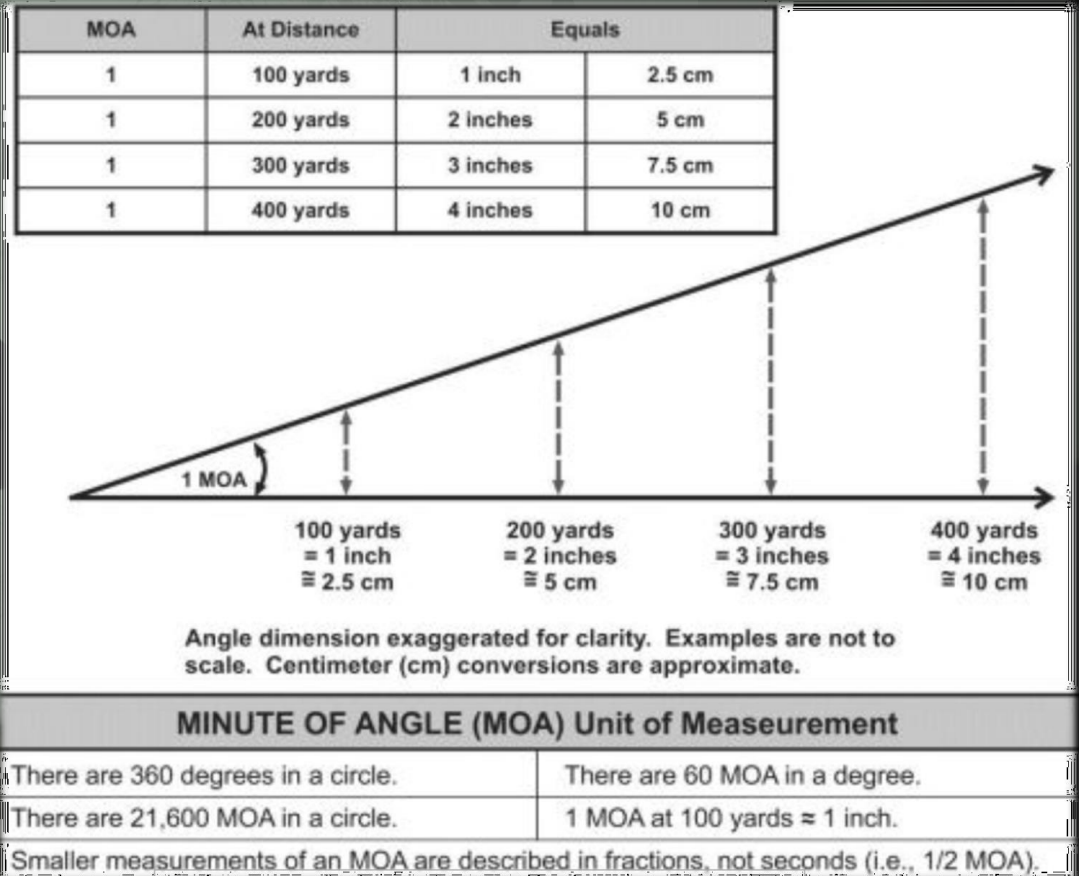 MOA At Distance Equals
1 100 yards 1 inch 2.5 cm
1 200 yards 2 inches 5 cm
1 300 yards 3 inches 7.5 cm
1 400 yards 4 inches 10 cm
1 MOA
100 yards
= 1 inch
≅ 2.5 cm
200 yards
= 2 inches
≅ 5 cm
300 yards
= 3 inches
≅ 7.5 cm
400 yards
= 4 inches
≅ 10 cm
Angle dimension exaggerated for clarity. Examples are not to
scale. Centimeter (cm) conversions are approximate.
MINUTE OF ANGLE (MOA) Unit of Measeurement
There are 360 degrees in a circle. There are 60 MOA in a degree.
There are 21,600 MOA in a circle. 1 MOA at 100 yards ≈ 1 inch.
Smaller measurements of an MOA are described in fractions, not seconds (i.e., 1/2 MOA).